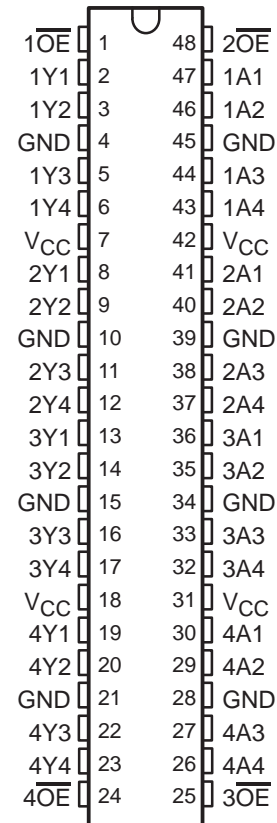 1O̅E̅ 1 48 2O̅E̅
1Y1 2 47 1A1
1Y2 3 46 1A2
GND 4 45 GND
1Y3 5 44 1A3
1Y4 6 43 1A4
VCC 7 42 VCC
2Y1 8 41 2A1
2Y2 9 40 2A2
GND 10 39 GND
2Y3 11 38 2A3
2Y4 12 37 2A4
3Y1 13 36 3A1
3Y2 14 35 3A2
GND 15 34 GND
3Y3 16 33 3A3
3Y4 17 32 3A4
VCC 18 31 VCC
4Y1 19 30 4A1
4Y2 20 29 4A2
GND 21 28 GND
4Y3 22 27 4A3
4Y4 23 26 4A4
4O̅E̅ 24 25 3O̅E̅